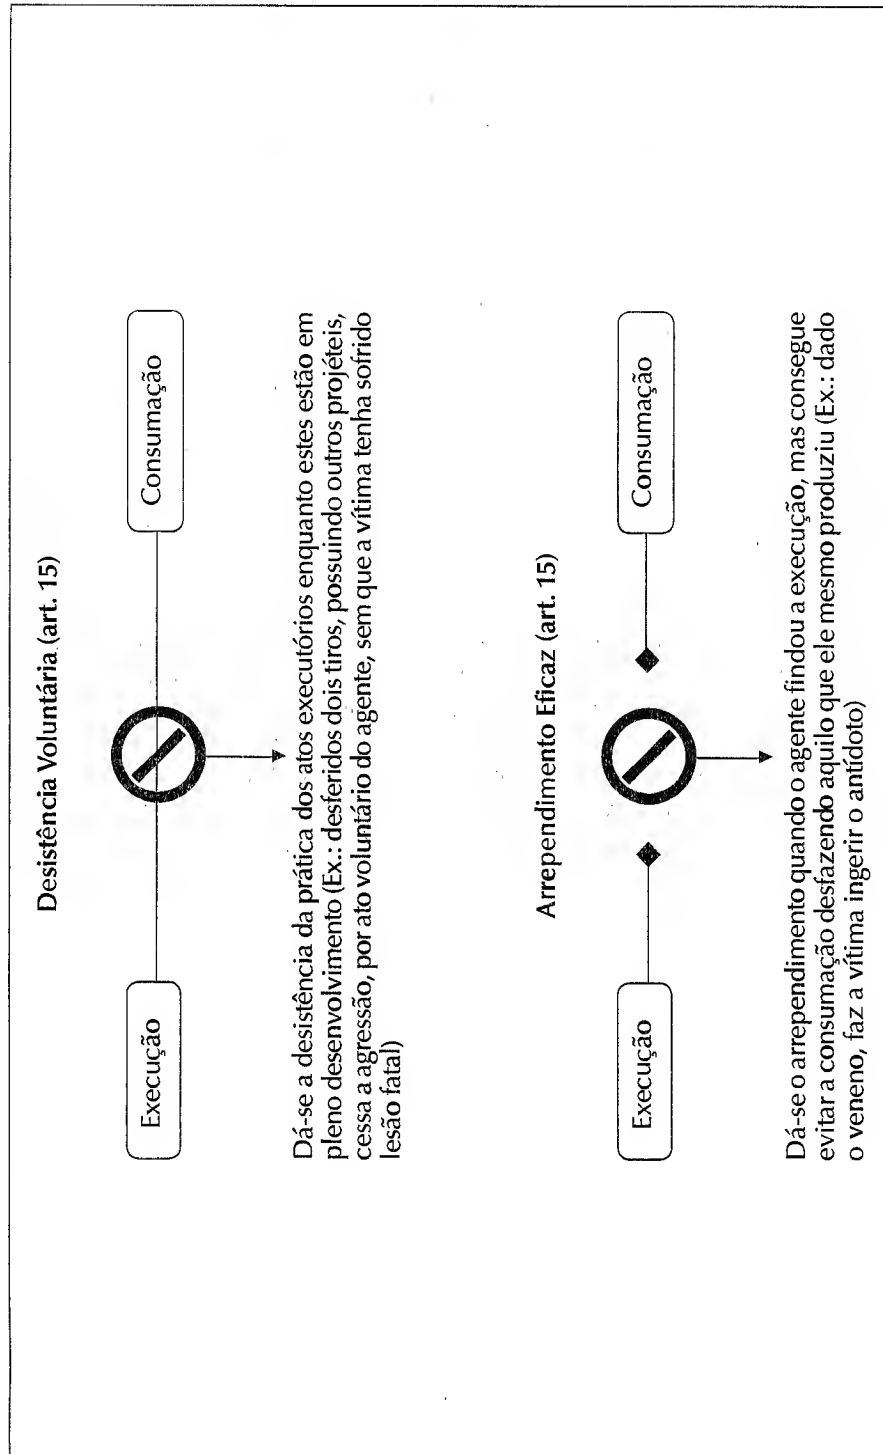 Desistência Voluntária (art. 15)
Execução
Consumação
Dá-se a desistência da prática dos atos executórios enquanto estes estão em
pleno desenvolvimento (Ex.: desferidos dois tiros, possuindo outros projéteis,
cessa a agressão, por ato voluntário do agente, sem que a vítima tenha sofrido
lesão fatal)
Arrependimento Eficaz (art. 15)
Execução
Consumação
Dá-se o arrependimento quando o agente findou a execução, mas consegue
evitar a consumação desfazendo aquilo que ele mesmo produziu (Ex.: dado
o veneno, faz a vítima ingerir o antídoto)